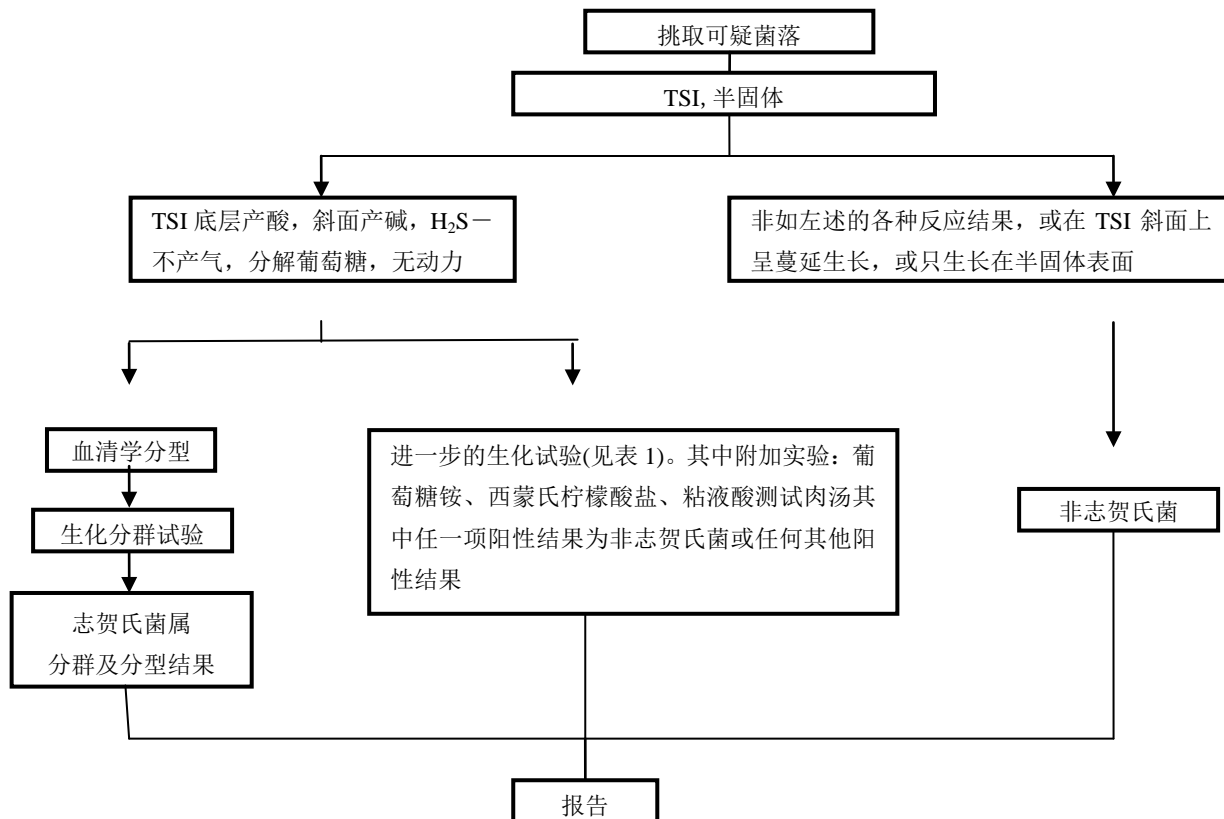 挑取可疑菌落
TSI, 半固体
TSI 底层产酸，斜面产碱，H₂S－
不产气，分解葡萄糖，无动力
非如左述的各种反应结果，或在 TSI 斜面上
呈蔓延生长，或只生长在半固体表面
血清学分型
生化分群试验
志贺氏菌属
分群及分型结果
进一步的生化试验(见表 1)。其中附加实验：葡
萄糖铵、西蒙氏柠檬酸盐、粘液酸测试肉汤其
中任一项阳性结果为非志贺氏菌或任何其他阳
性结果
非志贺氏菌
报告